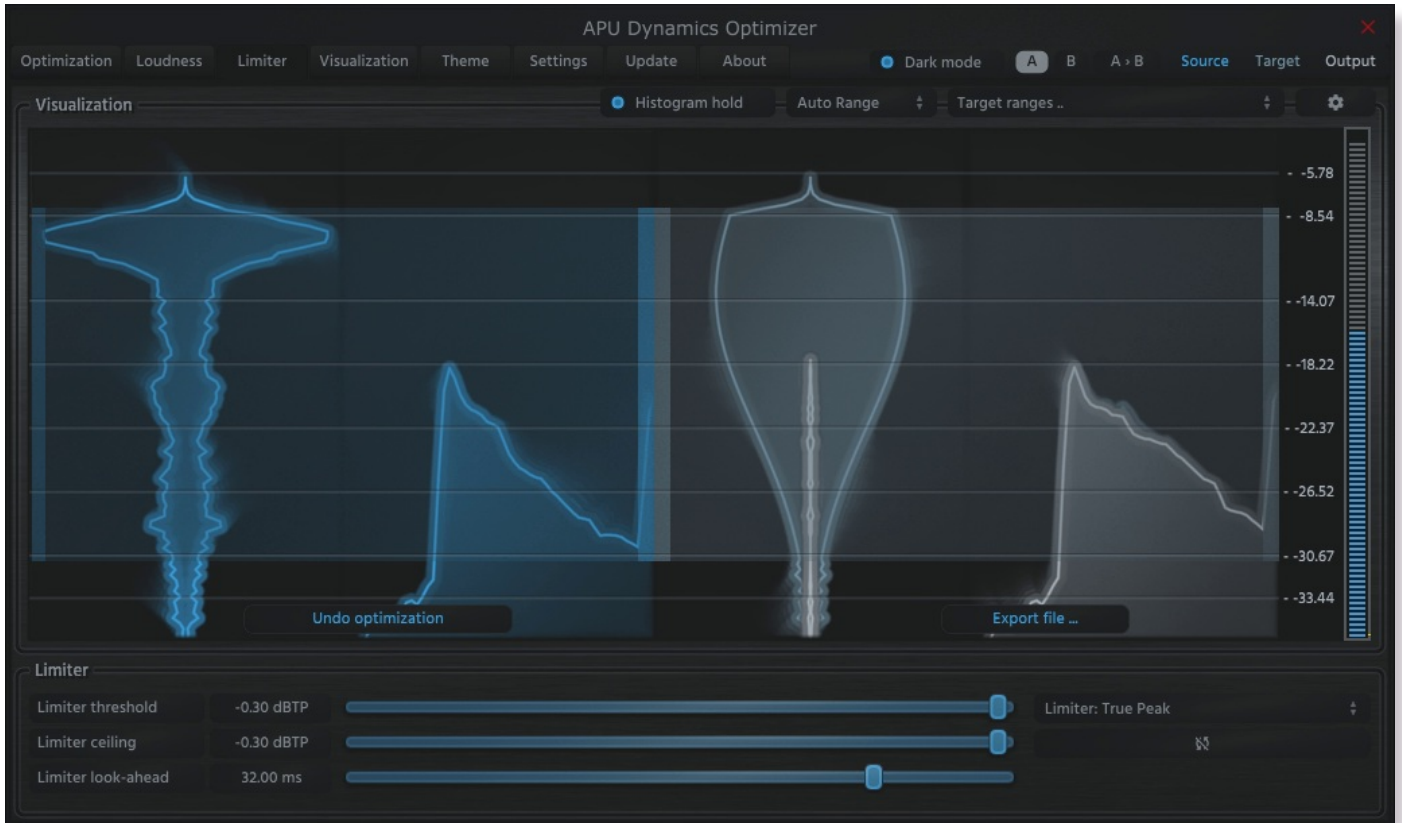 APU Dynamics Optimizer
Optimization Loudness Limiter Visualization Theme Settings Update About Dark mode A B A › B Source Target Output
Visualization Histogram hold Auto Range Target ranges ..
- -5.78
- -8.54
- -14.07
- -18.22
- -22.37
- -26.52
- -30.67
- -33.44
Undo optimization Export file ...
Limiter
Limiter threshold -0.30 dBTP Limiter: True Peak
Limiter ceiling -0.30 dBTP
Limiter look-ahead 32.00 ms